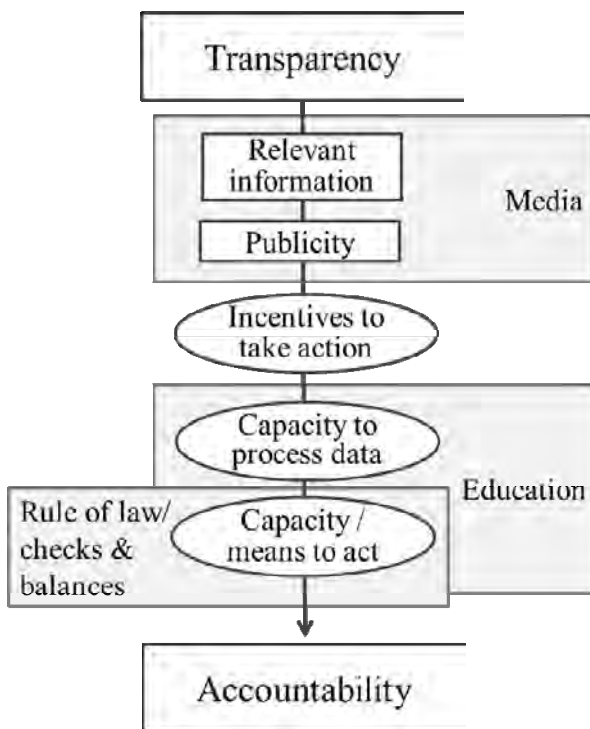 Transparency
Relevant
information
Media
Publicity
Incentives to
take action
Capacity to
process data
Education
Rule of law/
checks &
balances
Capacity /
means to act
Accountability